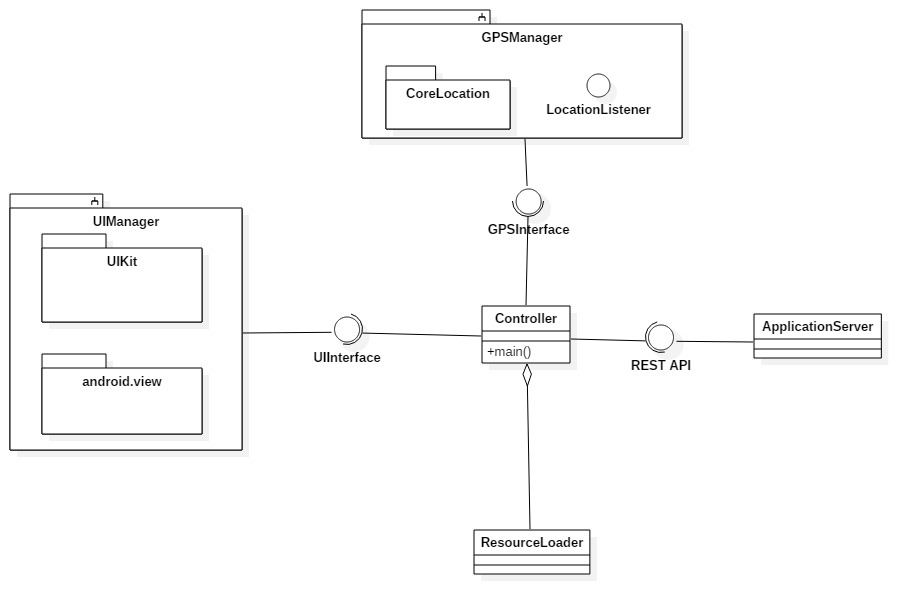 GPSManager
CoreLocation
LocationListener
GPSInterface
UIManager
UIKit
android.view
UIInterface
Controller
+main()
REST API
ApplicationServer
ResourceLoader